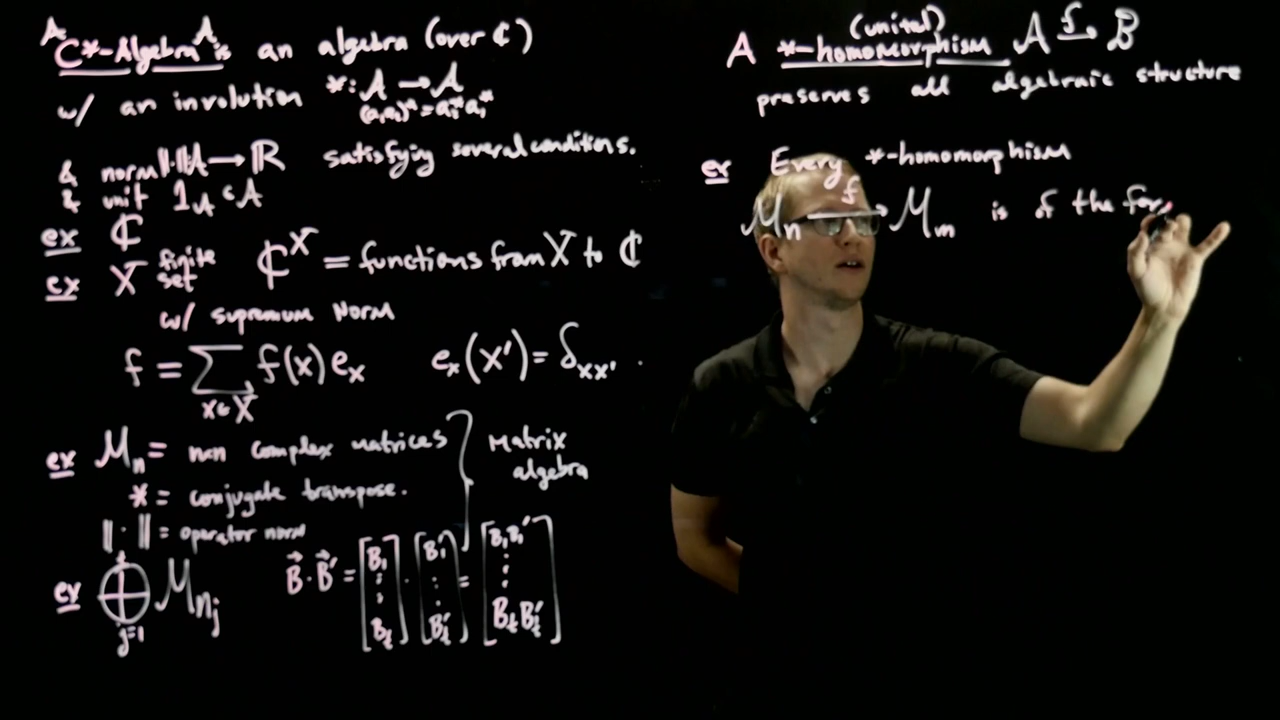 A C*-Algebra A is an algebra (over ℂ)
w/ an involution *: A → A
(a₁a₂)* = a₂* a₁*
& norm ‖·‖: A → ℝ satisfying several conditions.
& unit 1_A ∈ A
ex ℂ
ex X finite set ℂ^X = functions from X to ℂ
w/ supremum norm
f = ∑_{x∈X} f(x) e_x e_x(x') = δ_{xx'}.
ex M_n = n×n complex matrices
* = conjugate transpose.
‖·‖ = operator norm
} Matrix
algebra
ex ⊕_{j=1}^{t} M_{n_j} B⃗·B⃗' = [B₁ ⋮ B_t]·[B₁' ⋮ B_t'] = [B₁B₁' ⋮ B_tB_t']
(unital)
A *-homomorphism A →^f B
preserves all algebraic structure
ex Every *-homomorphism
M_n →^f M_m is of the for